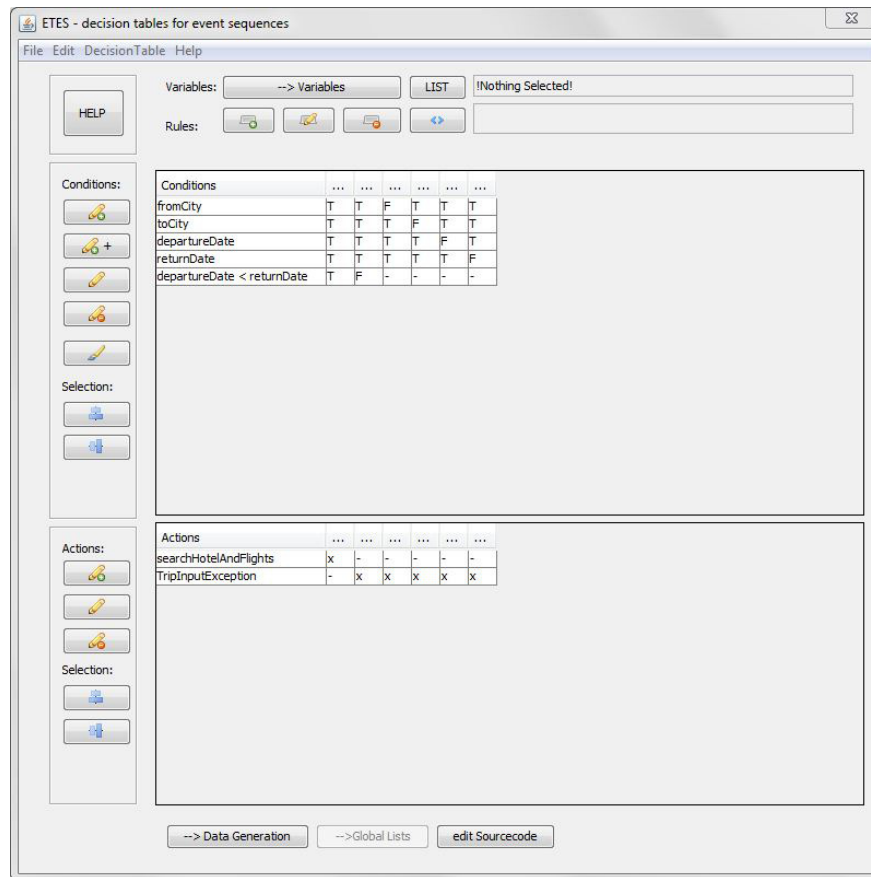 ETES - decision tables for event sequences
File Edit DecisionTable Help
HELP
Variables: --> Variables LIST !Nothing Selected!
Rules: <>
Conditions:
+
Selection:
Conditions ... ... ... ... ... ...
fromCity T T F T T T
toCity T T T F T T
departureDate T T T T F T
returnDate T T T T T F
departureDate < returnDate T F - - - -
Actions:
Selection:
Actions ... ... ... ... ... ...
searchHotelAndFlights x - - - - -
TripInputException - x x x x x
--> Data Generation -->Global Lists edit Sourcecode